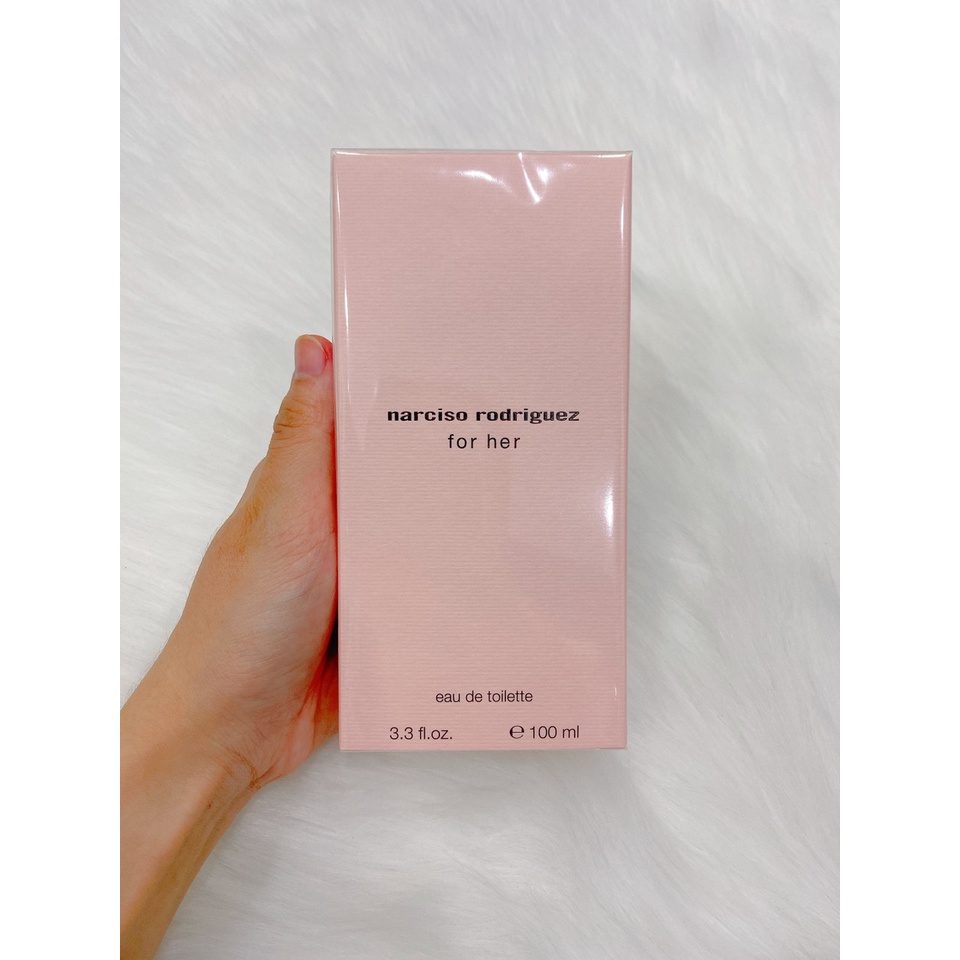 narciso rodriguez
for her
eau de toilette
3.3 fl.oz. ℮ 100 ml